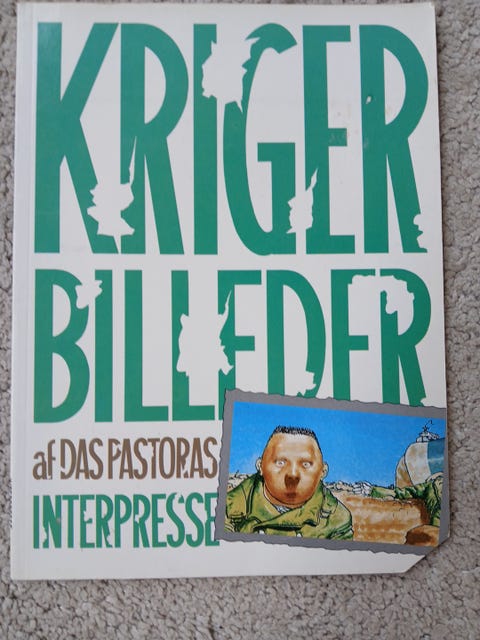 KRIGER
BILLEDER
af DAS PASTORAS
INTERPRESSE